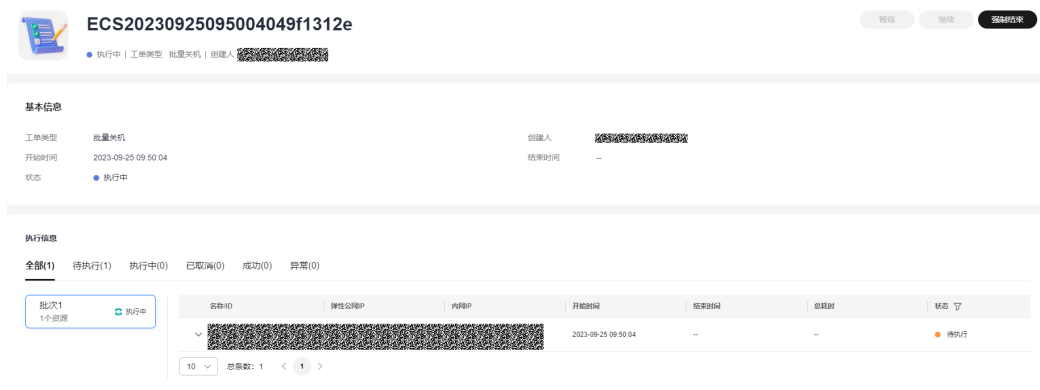 ECS20230925095004049f1312e
暂停 继续 强制结束
执行中 | 工单类型 批量关机 | 创建人
基本信息
工单类型 批量关机 创建人
开始时间 2023-09-25 09:50:04 结束时间 --
状态 执行中
执行信息
全部(1) 待执行(1) 执行中(0) 已取消(0) 成功(0) 异常(0)
批次1
1个资源
执行中
名称/ID 弹性公网IP 内网IP 开始时间 结束时间 总耗时 状态
2023-09-25 09:50:04 -- -- 待执行
10 总条数: 1 < 1 >